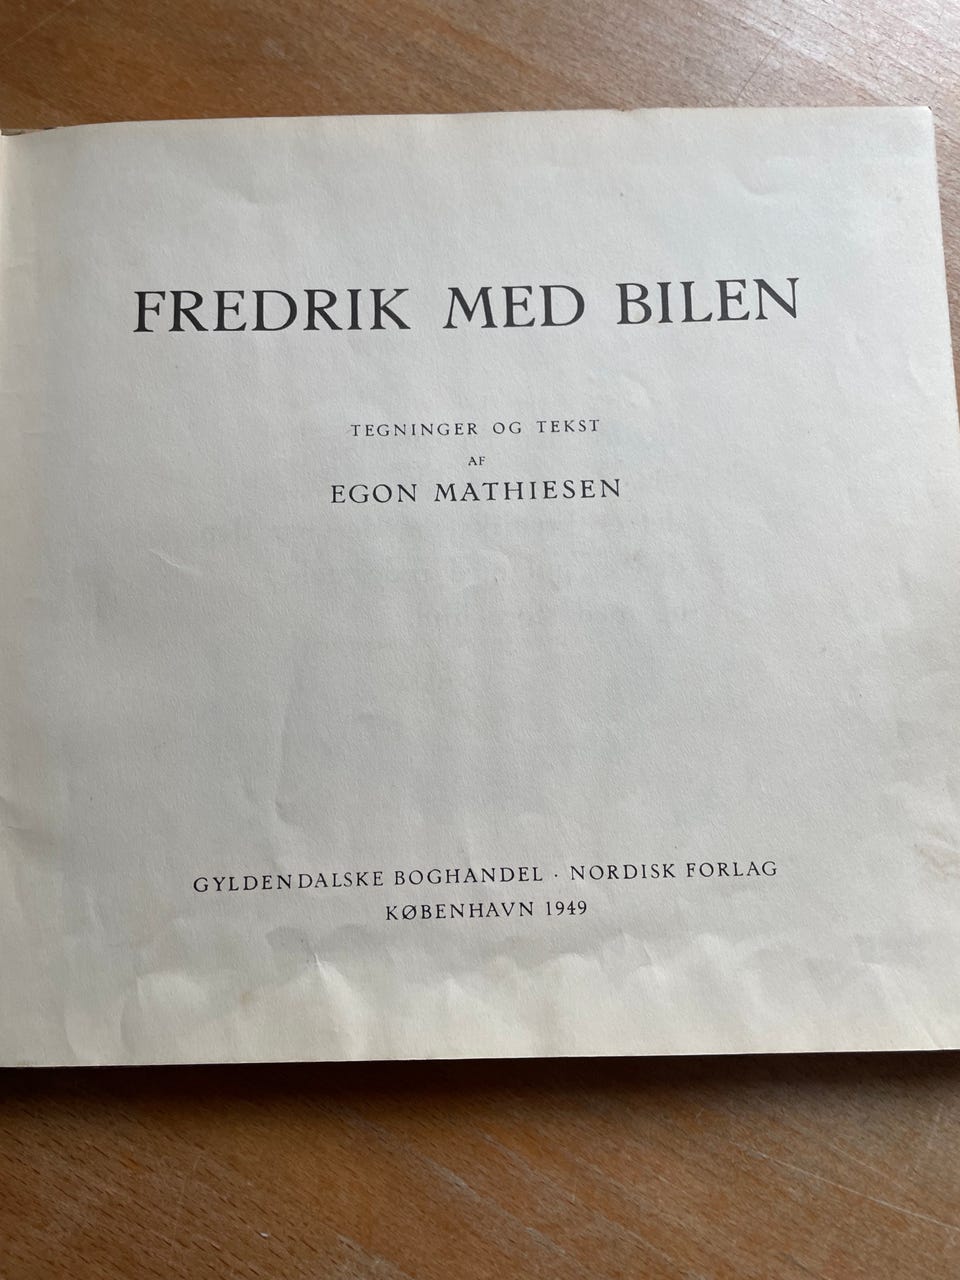 FREDRIK MED BILEN
TEGNINGER OG TEKST
AF
EGON MATHIESEN
GYLDENDALSKE BOGHANDEL · NORDISK FORLAG
KØBENHAVN 1949